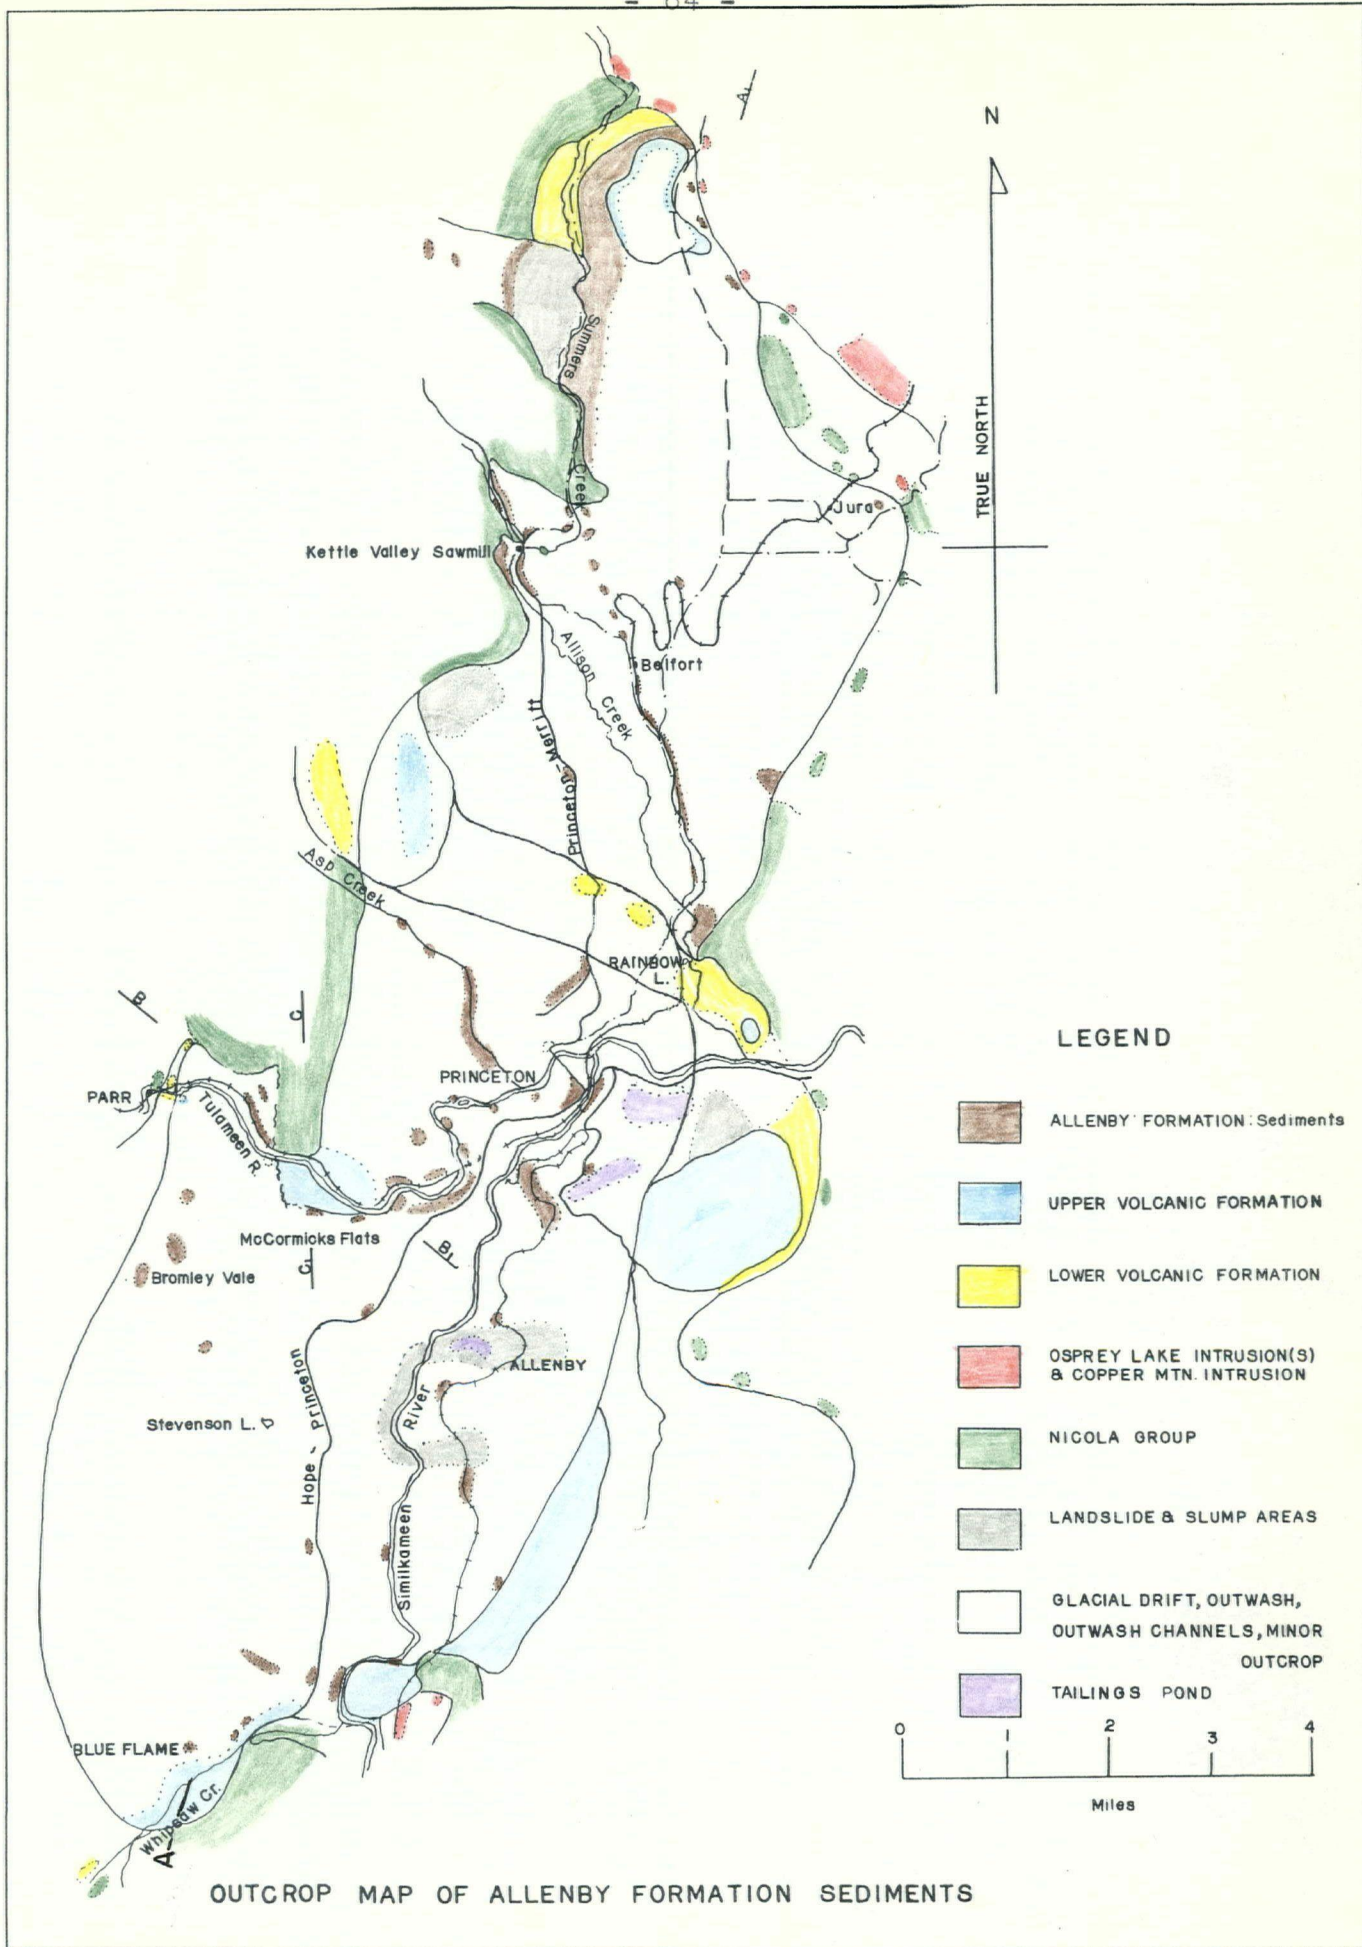 - 64 -
A₁
N
TRUE NORTH
Summers
Creek
Jura
Kettle Valley Sawmill
Allison
Creek
Belfort
Princeton-Merritt
Asp Creek
RAINBOW
L.
B
C
PRINCETON
PARR
Tulameen R.
McCormicks Flats
B₁
C₁
Bromley Vale
ALLENBY
Stevenson L.
Hope - Princeton
River
Similkameen
BLUE FLAME
Whipsaw Cr.
A
LEGEND
ALLENBY FORMATION: Sediments
UPPER VOLCANIC FORMATION
LOWER VOLCANIC FORMATION
OSPREY LAKE INTRUSION(S)
& COPPER MTN. INTRUSION
NICOLA GROUP
LANDSLIDE & SLUMP AREAS
GLACIAL DRIFT, OUTWASH,
OUTWASH CHANNELS, MINOR
OUTCROP
TAILINGS POND
0 1 2 3 4
Miles
OUTCROP MAP OF ALLENBY FORMATION SEDIMENTS